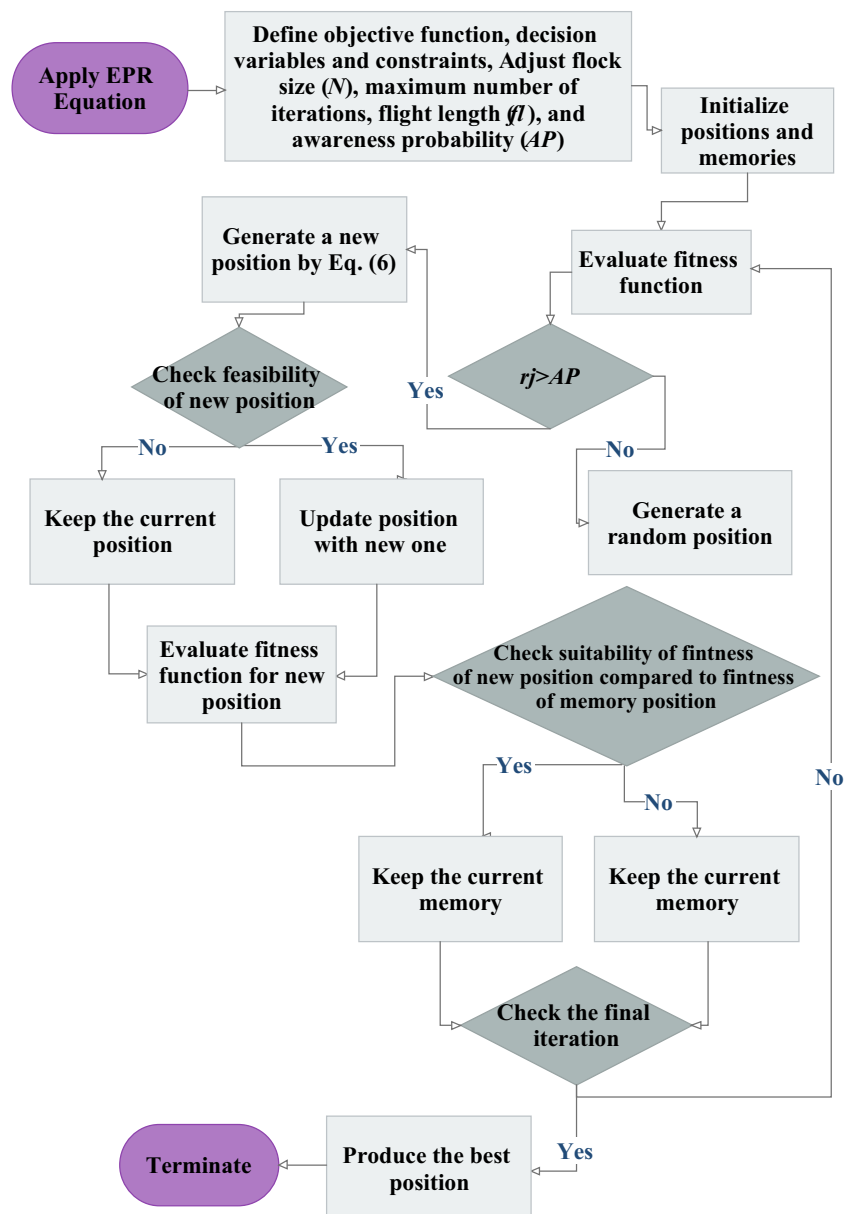 Apply EPR
Equation
Define objective function, decision
variables and constraints, Adjust flock
size (N), maximum number of
iterations, flight length (fl), and
awareness probability (AP)
Initialize
positions and
memories
Generate a new
position by Eq. (6)
Evaluate fitness
function
Check feasibility
of new position
rj>AP
Yes
No
No
Yes
Keep the current
position
Update position
with new one
Generate a
random position
Evaluate fitness
function for new
position
Check suitability of fintness
of new position compared to fintness
of memory position
Yes
No
No
Keep the current
memory
Keep the current
memory
Check the final
iteration
Yes
Produce the best
position
Terminate